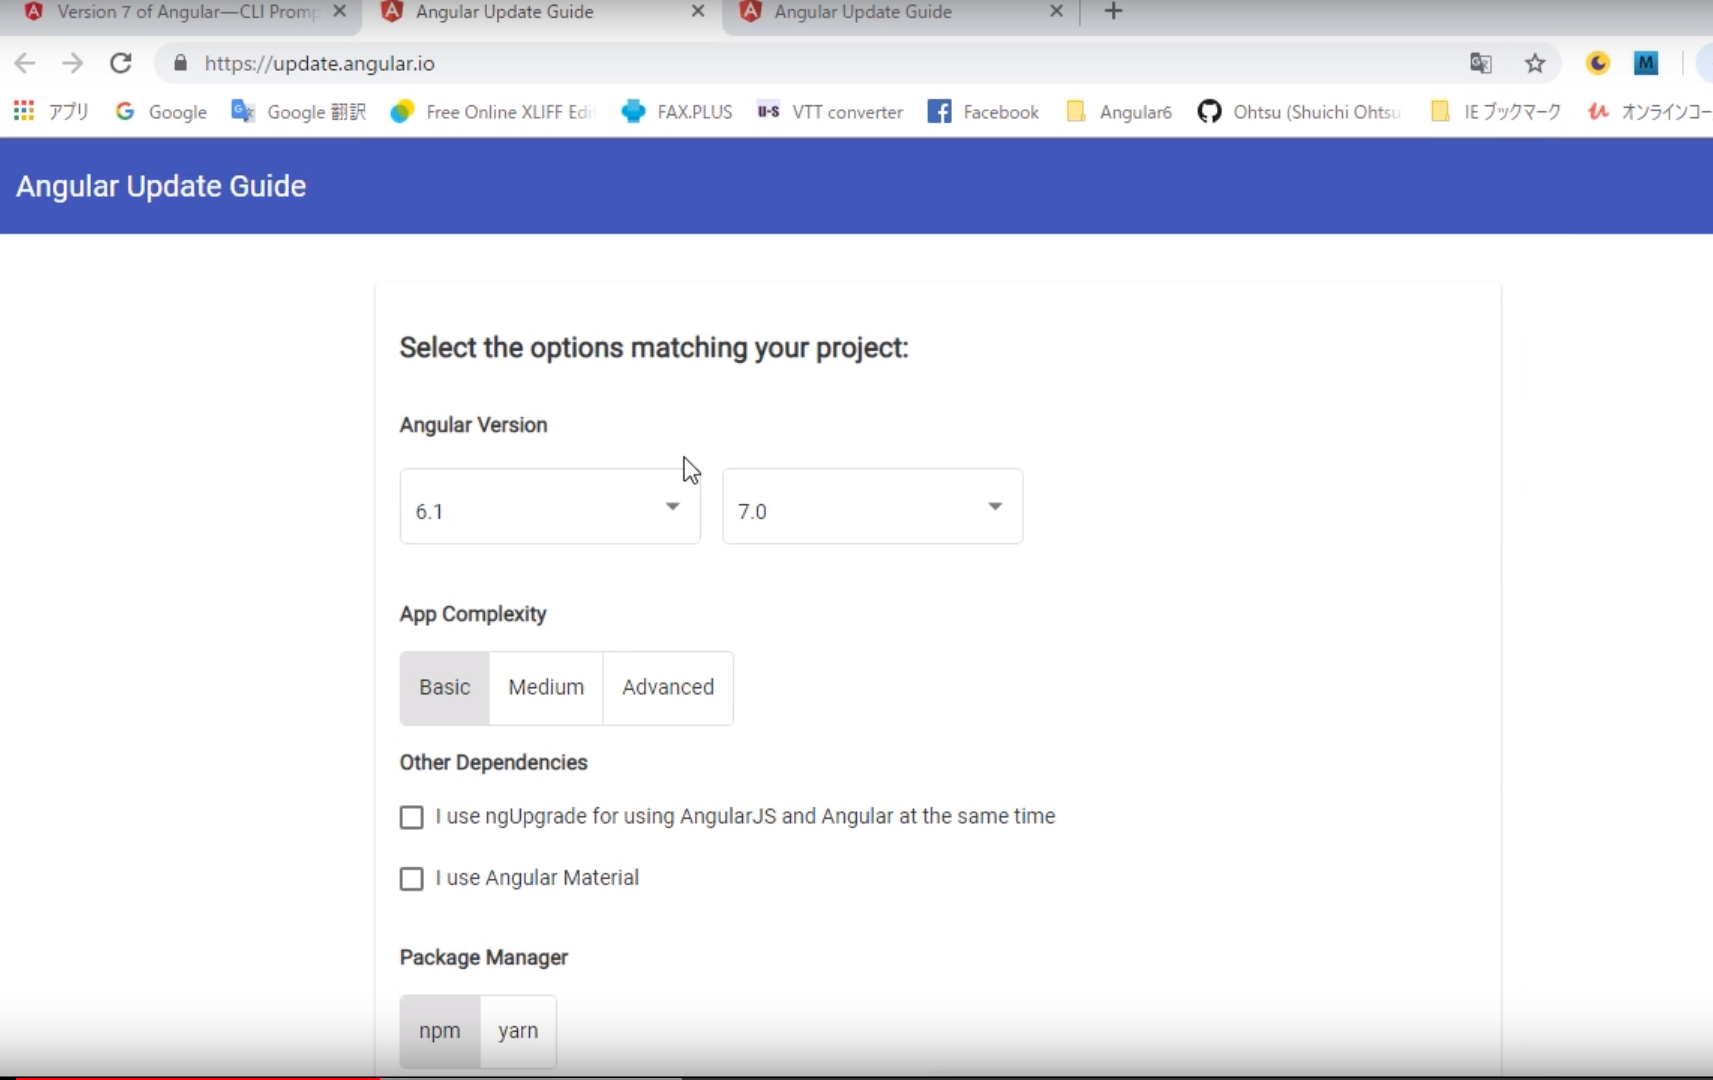 Version 7 of Angular—CLI Promp
Angular Update Guide
Angular Update Guide
https://update.angular.io
アプリ Google Google 翻訳 Free Online XLIFF Edi FAX.PLUS U-S VTT converter Facebook Angular6 Ohtsu (Shuichi Ohtsu IE ブックマーク オンラインコー
Angular Update Guide
Select the options matching your project:
Angular Version
6.1 7.0
App Complexity
Basic Medium Advanced
Other Dependencies
I use ngUpgrade for using AngularJS and Angular at the same time
I use Angular Material
Package Manager
npm yarn